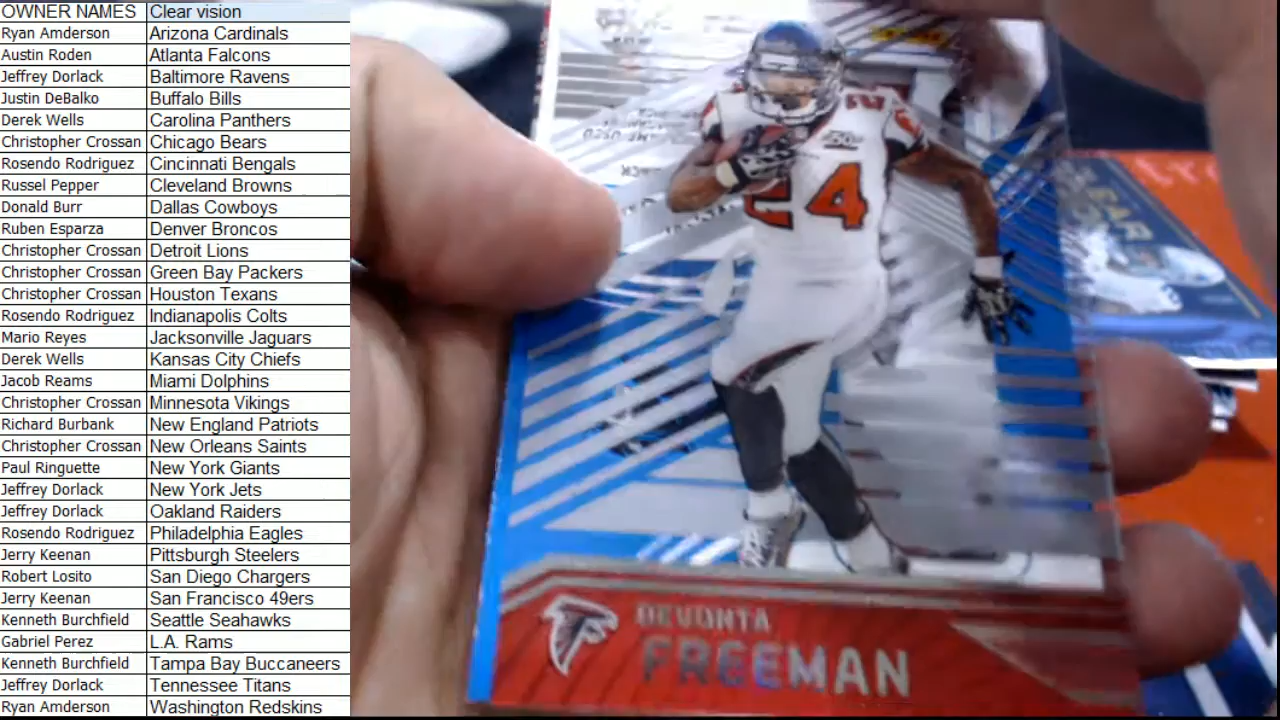 OWNER NAMES Clear vision
Ryan Amderson Arizona Cardinals
Austin Roden Atlanta Falcons
Jeffrey Dorlack Baltimore Ravens
Justin DeBalko Buffalo Bills
Derek Wells Carolina Panthers
Christopher Crossan Chicago Bears
Rosendo Rodriguez Cincinnati Bengals
Russel Pepper Cleveland Browns
Donald Burr Dallas Cowboys
Ruben Esparza Denver Broncos
Christopher Crossan Detroit Lions
Christopher Crossan Green Bay Packers
Christopher Crossan Houston Texans
Rosendo Rodriguez Indianapolis Colts
Mario Reyes Jacksonville Jaguars
Derek Wells Kansas City Chiefs
Jacob Reams Miami Dolphins
Christopher Crossan Minnesota Vikings
Richard Burbank New England Patriots
Christopher Crossan New Orleans Saints
Paul Ringuette New York Giants
Jeffrey Dorlack New York Jets
Jeffrey Dorlack Oakland Raiders
Rosendo Rodriguez Philadelphia Eagles
Jerry Keenan Pittsburgh Steelers
Robert Losito San Diego Chargers
Jerry Keenan San Francisco 49ers
Kenneth Burchfield Seattle Seahawks
Gabriel Perez L.A. Rams
Kenneth Burchfield Tampa Bay Buccaneers
Jeffrey Dorlack Tennessee Titans
Ryan Amderson Washington Redskins
24
DEVONTA
FREEMAN